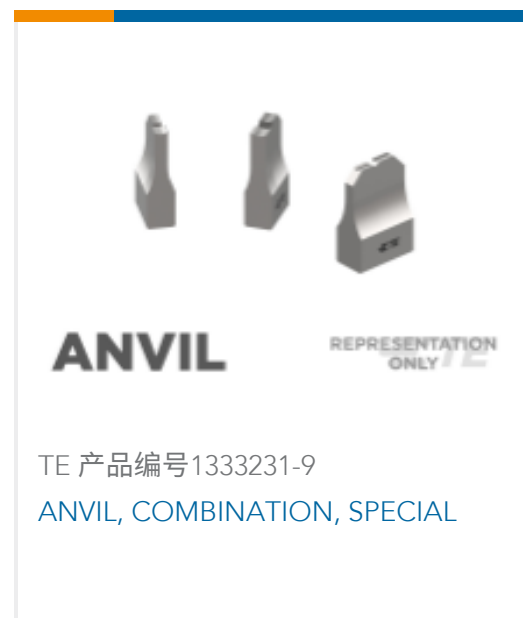 ANVIL
REPRESENTATION
ONLY
TE
TE 产品编号1333231-9
ANVIL, COMBINATION, SPECIAL